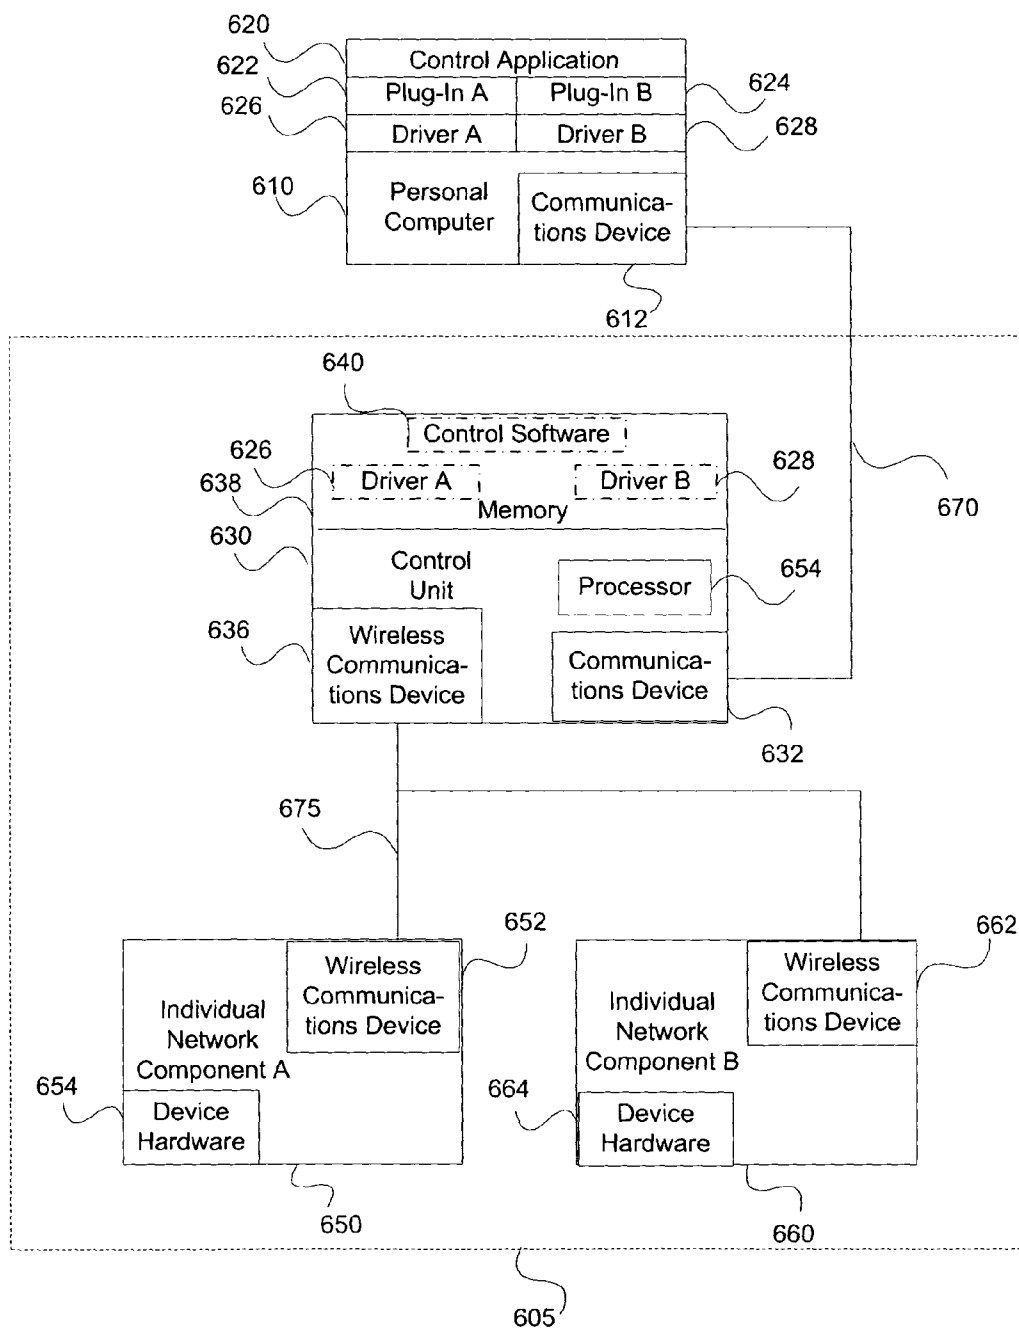 620
Control Application
622
Plug-In A
Plug-In B
624
626
Driver A
Driver B
628
610
Personal
Computer
Communica-
tions Device
612
640
Control Software
626
Driver A
Driver B
628
638
Memory
670
630
Control
Unit
Processor
654
636
Wireless
Communica-
tions Device
Communica-
tions Device
632
675
652
Wireless
Communica-
tions Device
Individual
Network
Component A
662
Wireless
Communica-
tions Device
Individual
Network
Component B
654
Device
Hardware
664
Device
Hardware
650
660
605